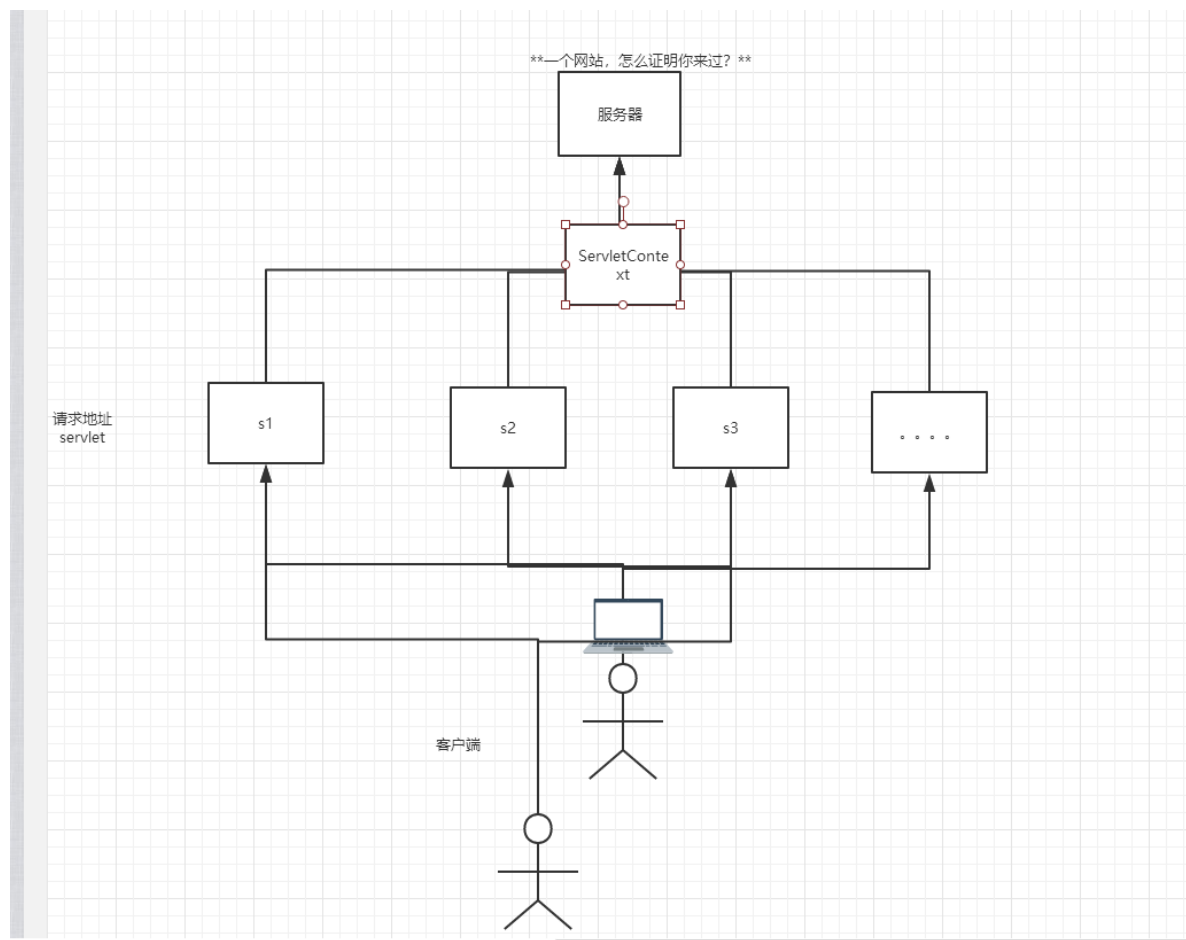 **一个网站，怎么证明你来过？**
服务器
ServletConte
xt
s1
s2
s3
。。。。
请求地址
servlet
客户端